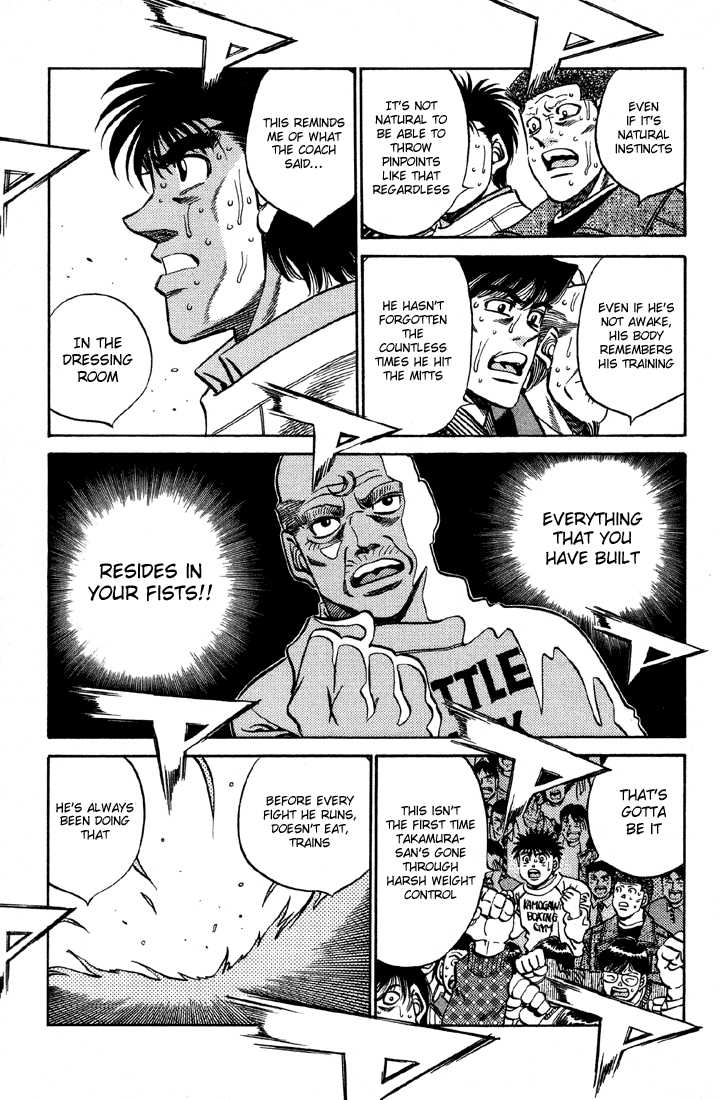 EVEN
IF IT'S
NATURAL
INSTINCTS
IT'S NOT
NATURAL TO
BE ABLE TO
THROW
PINPOINTS
LIKE THAT
REGARDLESS
THIS REMINDS
ME OF WHAT
THE COACH
SAID...
IN THE
DRESSING
ROOM
EVEN IF HE'S
NOT AWAKE,
HIS BODY
REMEMBERS
HIS TRAINING
HE HASN'T
FORGOTTEN
THE
COUNTLESS
TIMES HE HIT
THE MITTS
EVERYTHING
THAT YOU
HAVE BUILT
RESIDES IN
YOUR FISTS!!
TTLE
THAT'S
GOTTA
BE IT
THIS ISN'T
THE FIRST TIME
TAKAMURA-
SAN'S GONE
THROUGH
HARSH WEIGHT
CONTROL
KAMOGAWA
BOXING
GYM
BEFORE EVERY
FIGHT HE RUNS,
DOESN'T EAT,
TRAINS
HE'S ALWAYS
BEEN DOING
THAT